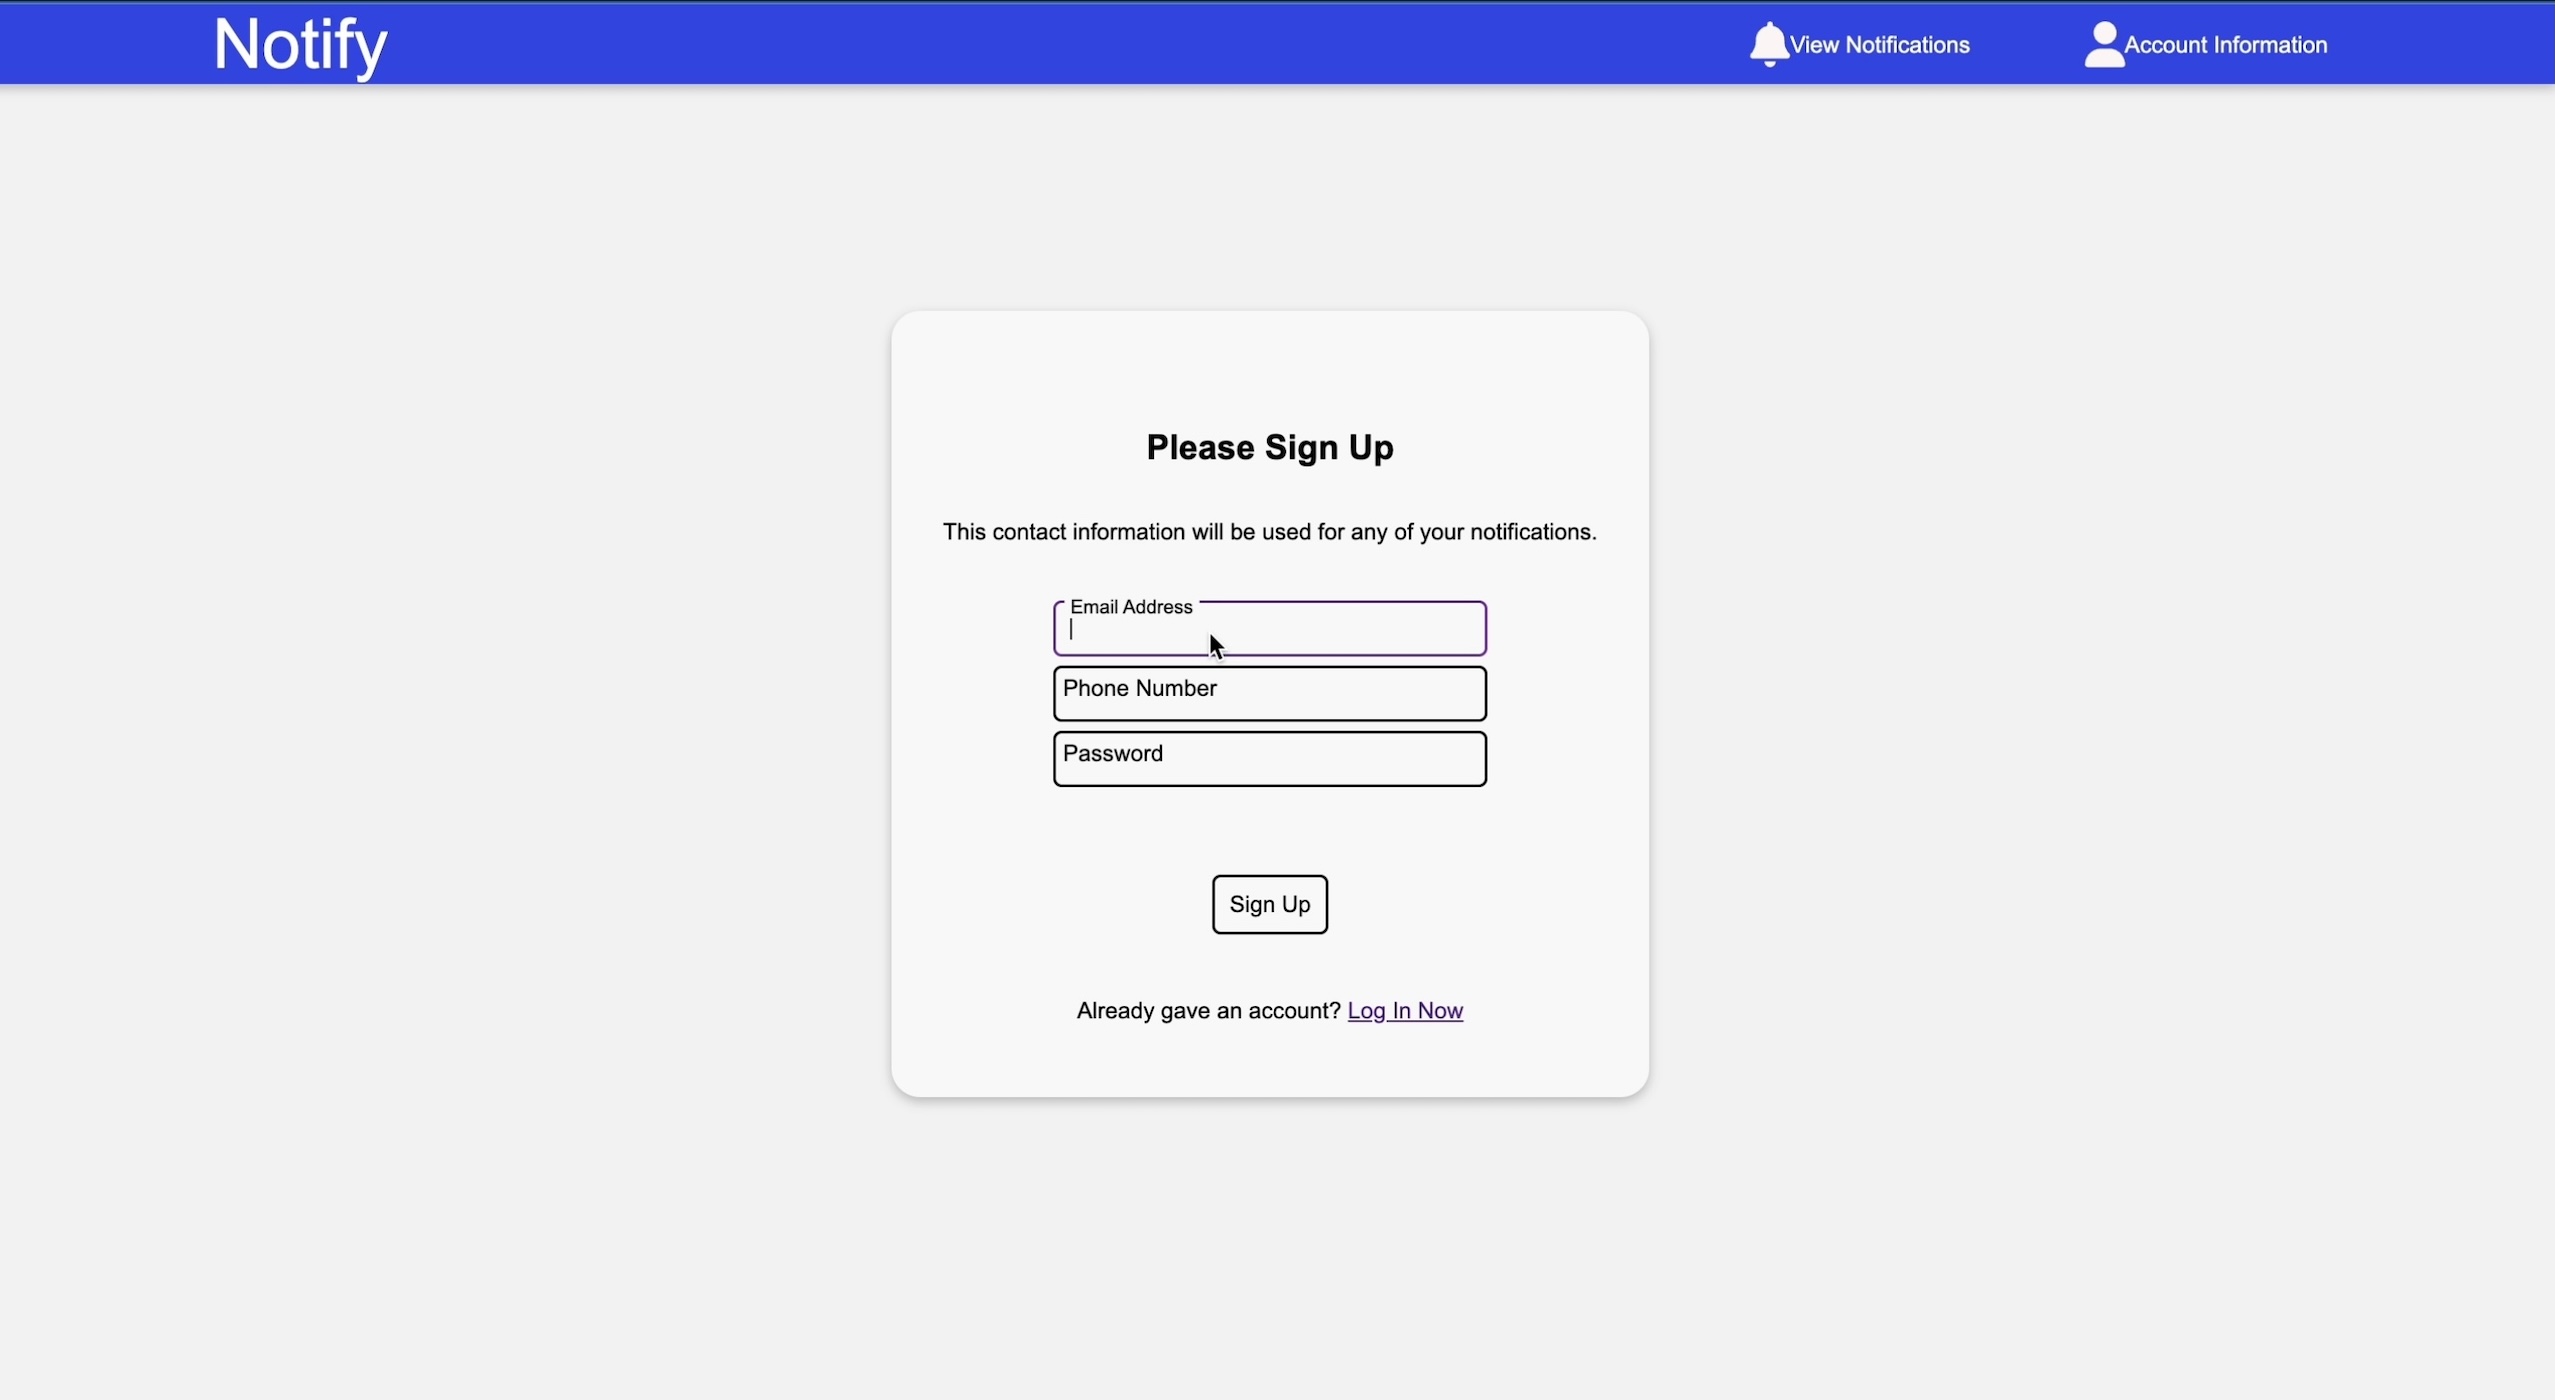 Notify
View Notifications
Account Information
Please Sign Up
This contact information will be used for any of your notifications.
Email Address
Phone Number
Password
Sign Up
Already gave an account? Log In Now